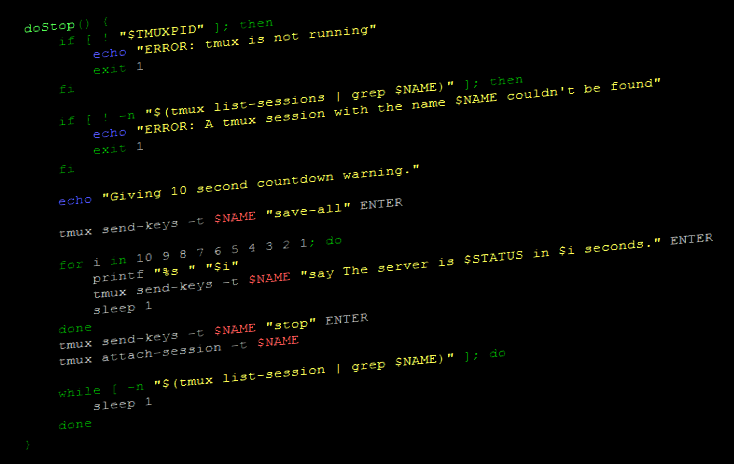 doStop() {
    if [ ! "$TMUXPID" ]; then
        echo "ERROR: tmux is not running"
        exit 1
    fi
    if [ ! -n "$(tmux list-sessions | grep $NAME)" ]; then
        echo "ERROR: A tmux session with the name $NAME couldn't be found"
        exit 1
    fi
    echo "Giving 10 second countdown warning."
    tmux send-keys -t $NAME "save-all" ENTER
    for i in 10 9 8 7 6 5 4 3 2 1; do
        printf "%s " "$i"
        tmux send-keys -t $NAME "say The server is $STATUS in $i seconds." ENTER
        sleep 1
    done
    tmux send-keys -t $NAME "stop" ENTER
    tmux attach-session -t $NAME
    while [ -n "$(tmux list-session | grep $NAME)" ]; do
        sleep 1
    done
}